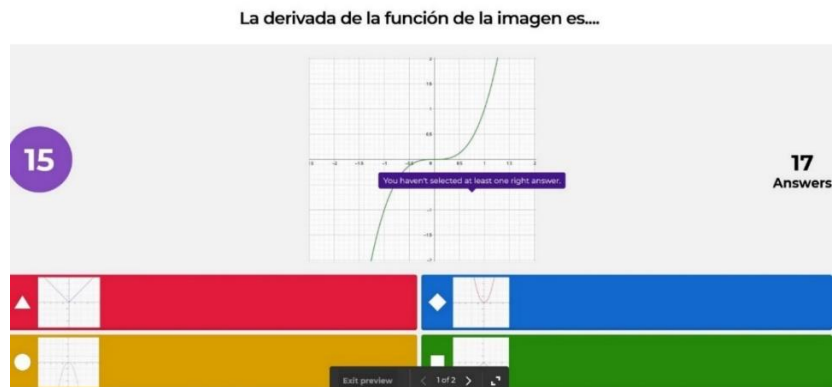 La derivada de la función de la imagen es....
15
You haven't selected at least one right answer.
17
Answers
Exit preview
1 of 2